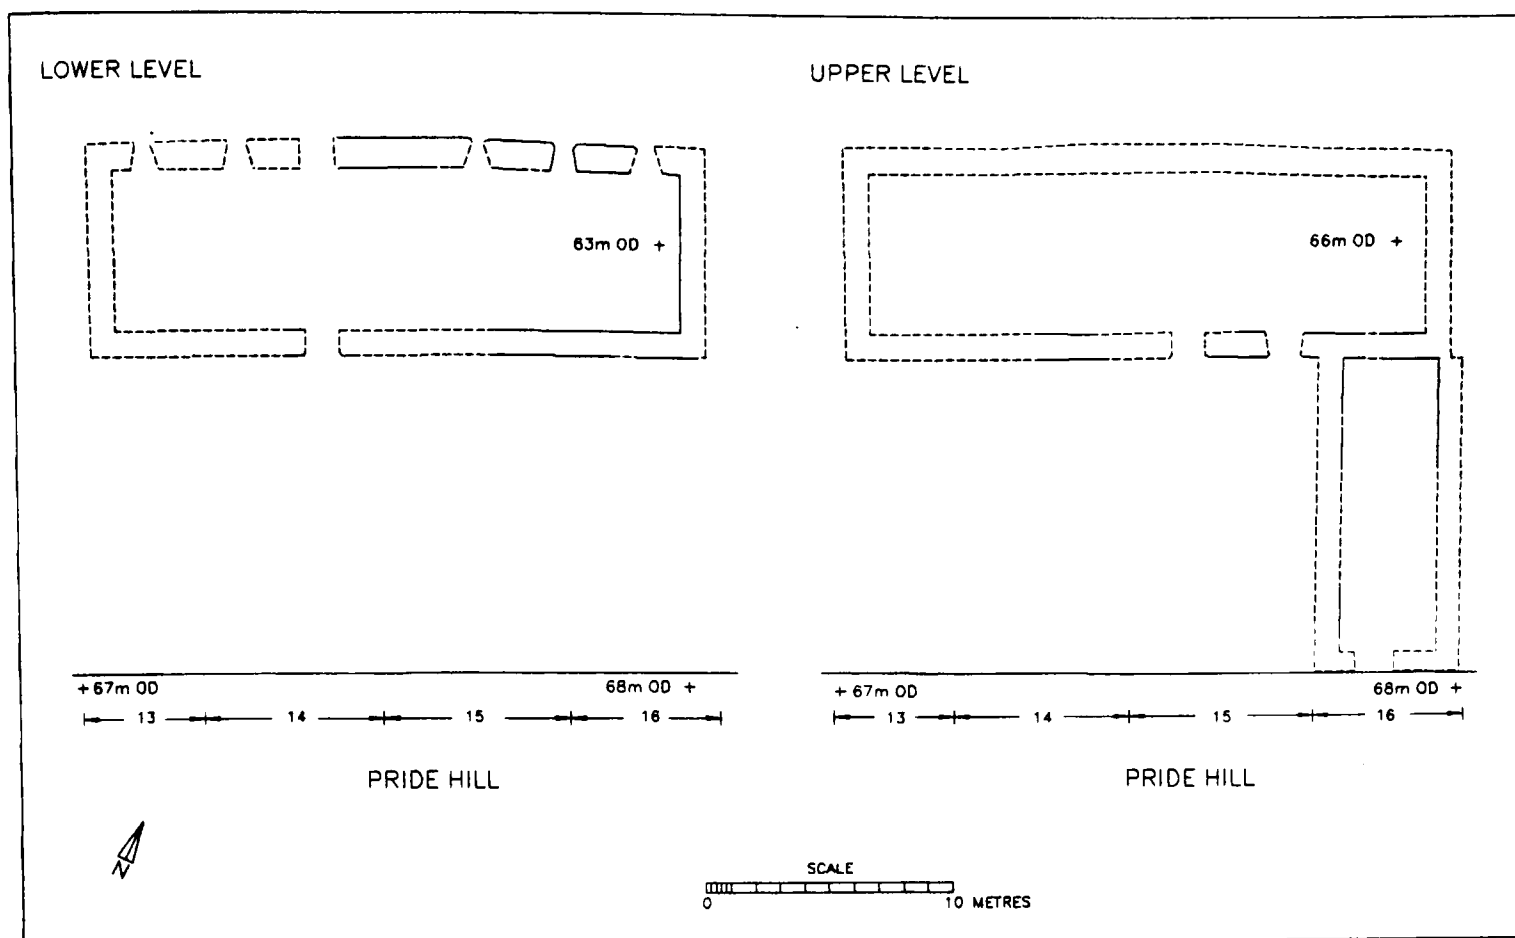 LOWER LEVEL
63m OD +
+ 67m OD
68m OD +
13 14 15 16
PRIDE HILL
UPPER LEVEL
66m OD +
+ 67m OD
68m OD +
13 14 15 16
PRIDE HILL
N
SCALE
0 10 METRES